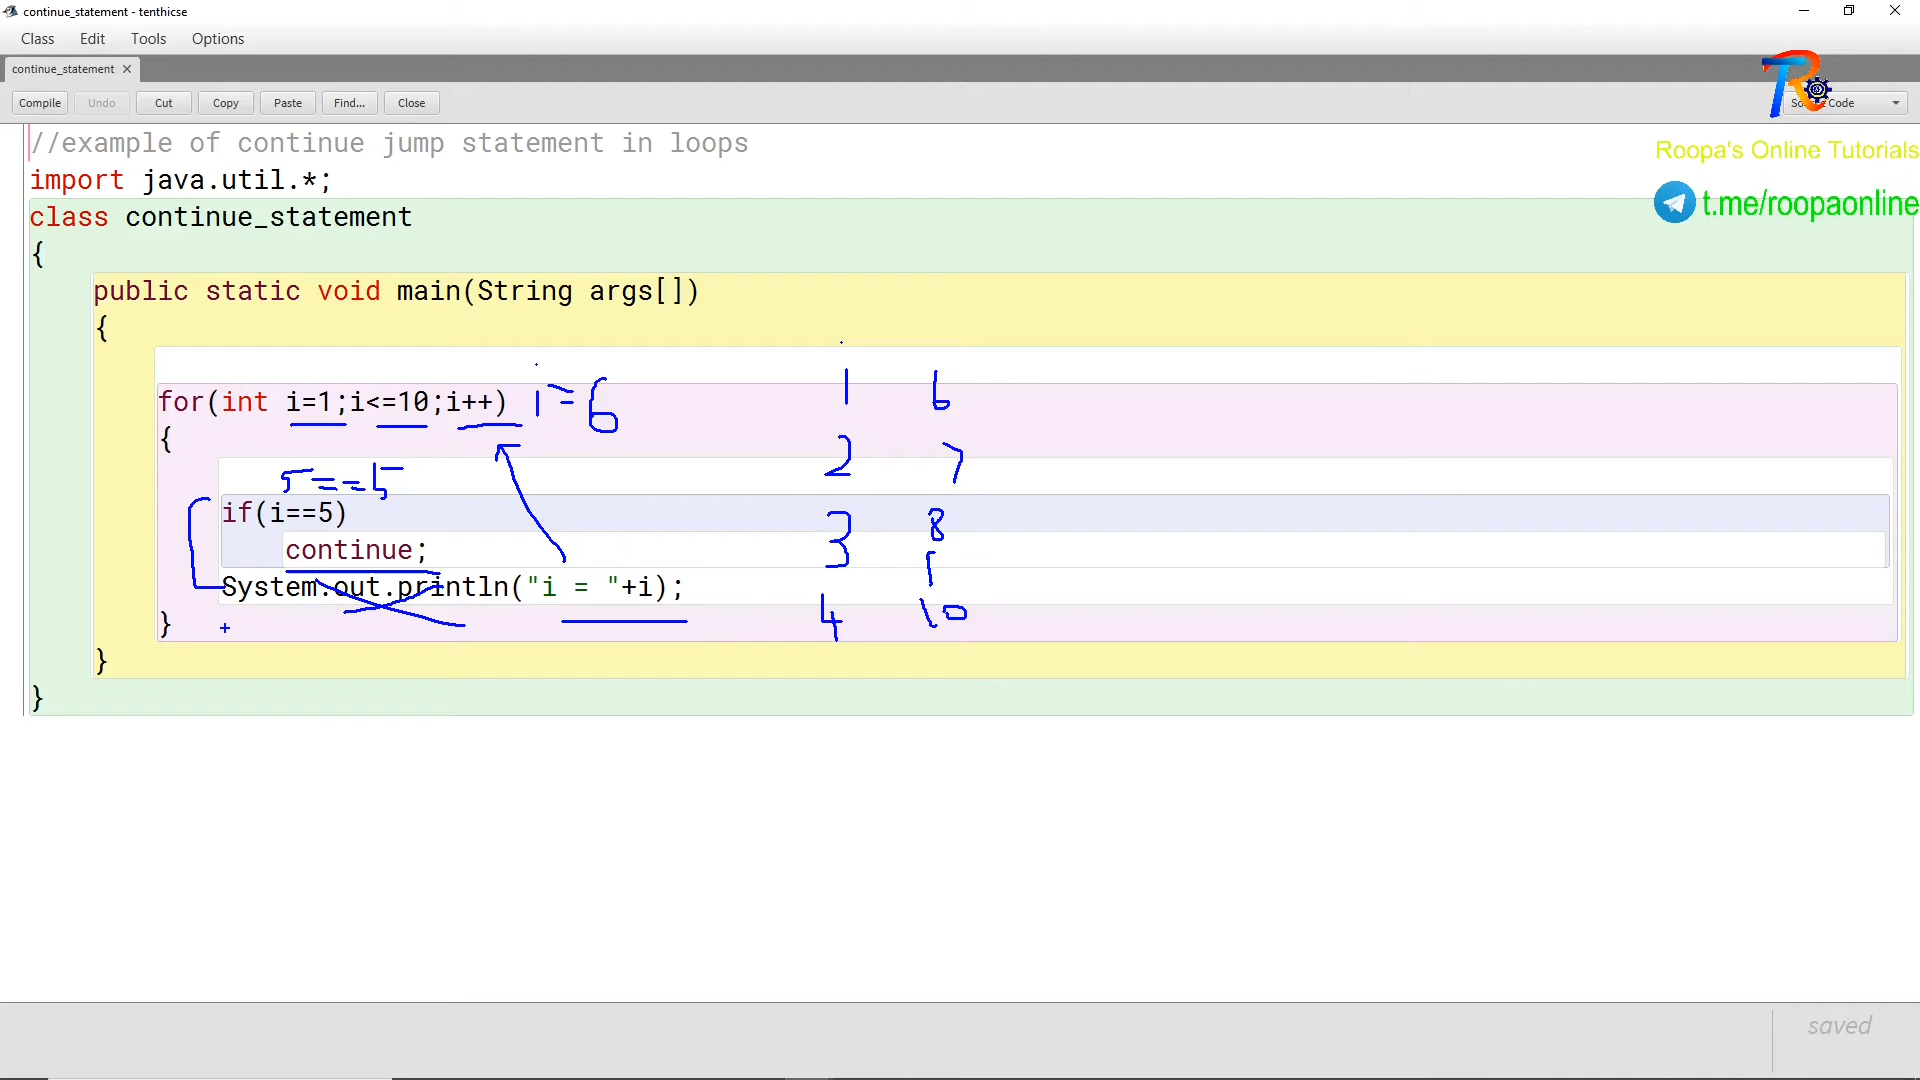 continue_statement - tenthicse
Class Edit Tools Options
continue_statement
Compile Undo Cut Copy Paste Find... Close Code
//example of continue jump statement in loops
Roopa's Online Tutorials
import java.util.*;
t.me/roopaonline
class continue_statement
{
public static void main(String args[])
{
for(int i=1;i<=10;i++) i=6
1 6
{
2 7
5==5
if(i==5)
3 8
continue;
System.out.println("i = "+i);
4 10
}
}
}
saved